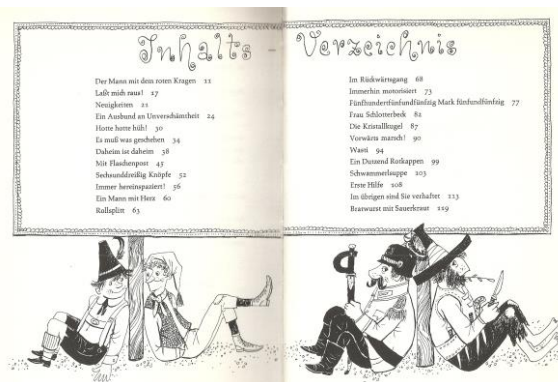 Inhalts - Verzeichnis
Der Mann mit dem roten Kragen 11
Laßt mich raus! 17
Neuigkeiten 21
Ein Ausbund an Unverschämtheit 24
Hotte hotte hüh! 30
Es muß was geschehen 34
Daheim ist daheim 38
Mit Flaschenpost 45
Sechsunddreißig Knöpfe 52
Immer hereinspaziert! 56
Ein Mann mit Herz 60
Rollsplitt 63
Im Rückwärtsgang 68
Immerhin motorisiert 73
Fünfhundertfünfundfünfzig Mark fünfundfünfzig 77
Frau Schlotterbeck 82
Die Kristallkugel 87
Vorwärts marsch! 90
Wasti 94
Ein Dutzend Rotkappen 99
Schwammerlsuppe 103
Erste Hilfe 108
Im übrigen sind Sie verhaftet 113
Bratwurst mit Sauerkraut 119